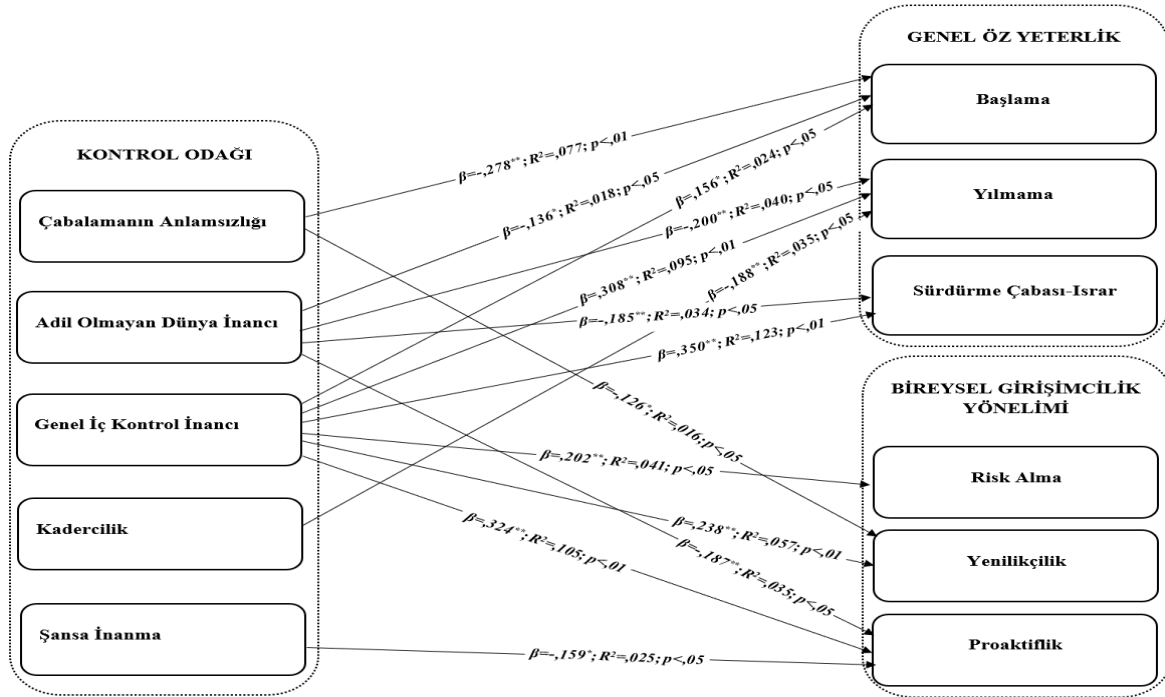 KONTROL ODAĞI
Çabalamanın Anlamsızlığı
Adil Olmayan Dünya İnancı
Genel İç Kontrol İnancı
Kadercilik
Şansa İnanma
β=-,278**; R²=,077; p<,01
β=-,136*; R²=,018; p<,05
β=,156*; R²=,024; p<,05
β=-,200**; R²=,040; p<,05
β=,308**; R²=,095; p<,01
β=-,188**; R²=,035; p<,05
β=-,185**; R²=,034; p<,05
β=,350**; R²=,123; p<,01
β=-,126*; R²=,016; p<,05
β=,202**; R²=,041; p<,05
β=,238**; R²=,057; p<,01
β=,324**; R²=,105; p<,01
β=-,187**; R²=,035; p<,05
β=-,159*; R²=,025; p<,05
GENEL ÖZ YETERLİK
Başlama
Yılmama
Sürdürme Çabası-Israr
BİREYSEL GİRİŞİMCİLİK
YÖNELİMİ
Risk Alma
Yenilikçilik
Proaktiflik